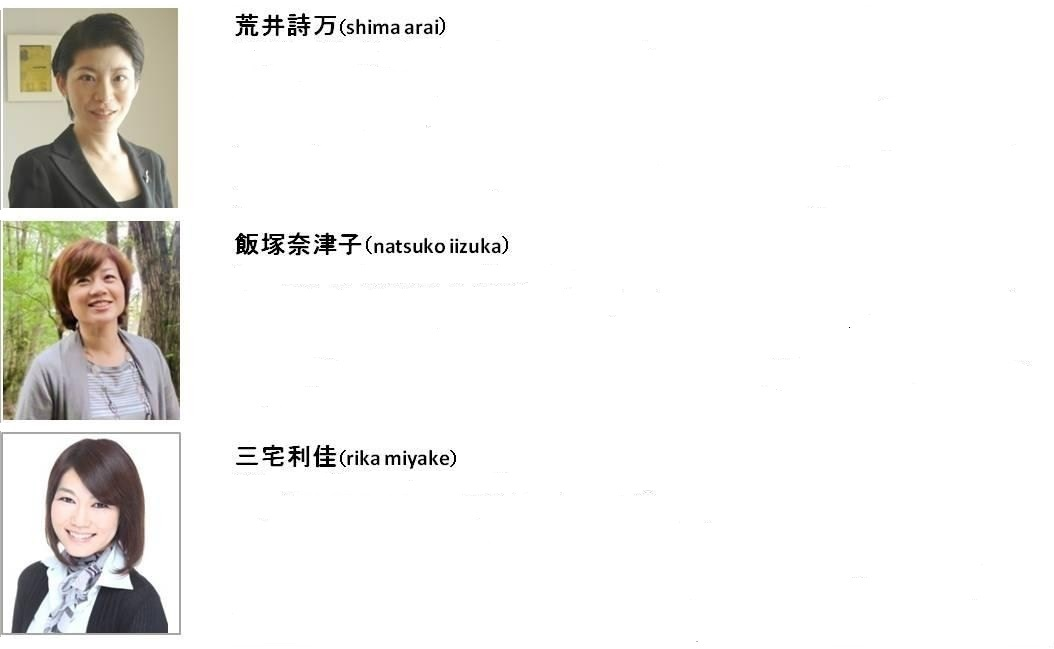 荒井詩万(shima arai)
飯塚奈津子(natsuko iizuka)
三宅利佳(rika miyake)